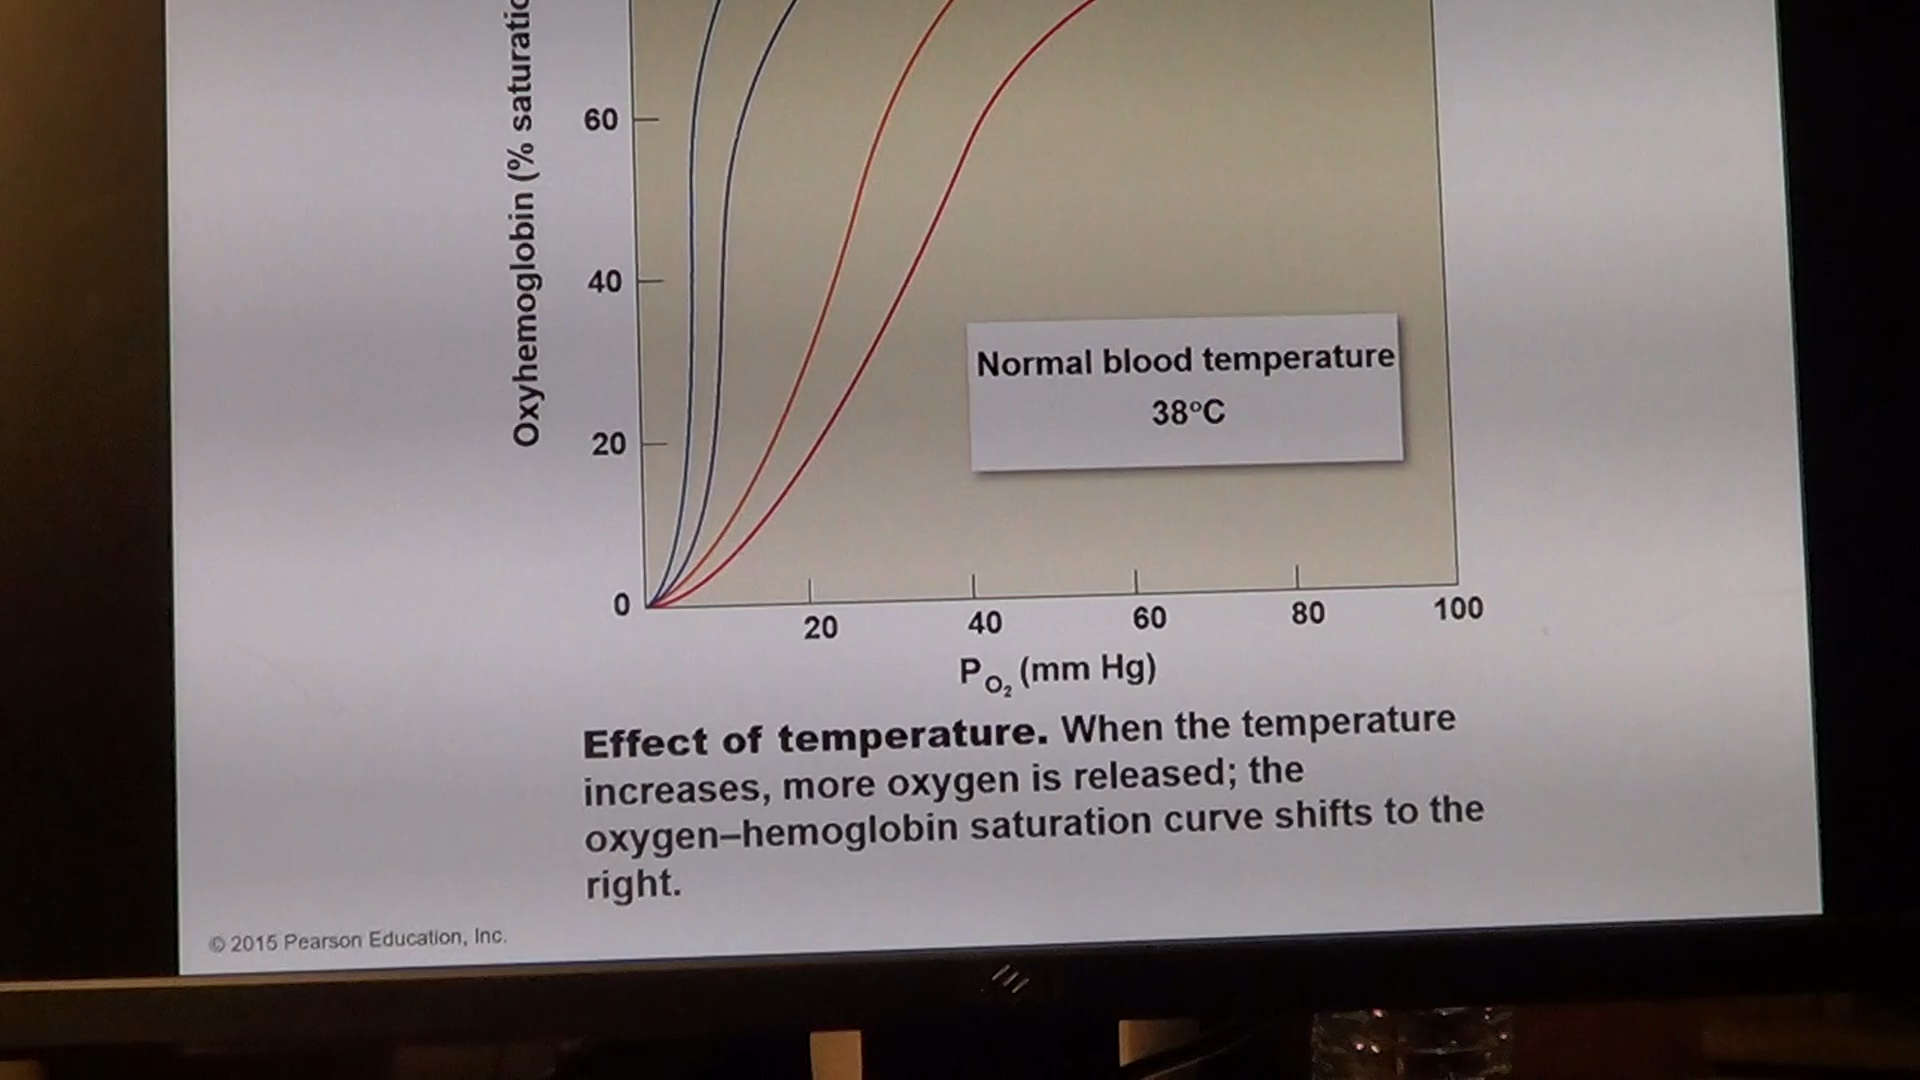 Oxyhemoglobin (% saturatio
60
40
20
0
Normal blood temperature
38°C
20 40 60 80 100
P O₂ (mm Hg)
Effect of temperature. When the temperature
increases, more oxygen is released; the
oxygen–hemoglobin saturation curve shifts to the
right.
© 2015 Pearson Education, Inc.